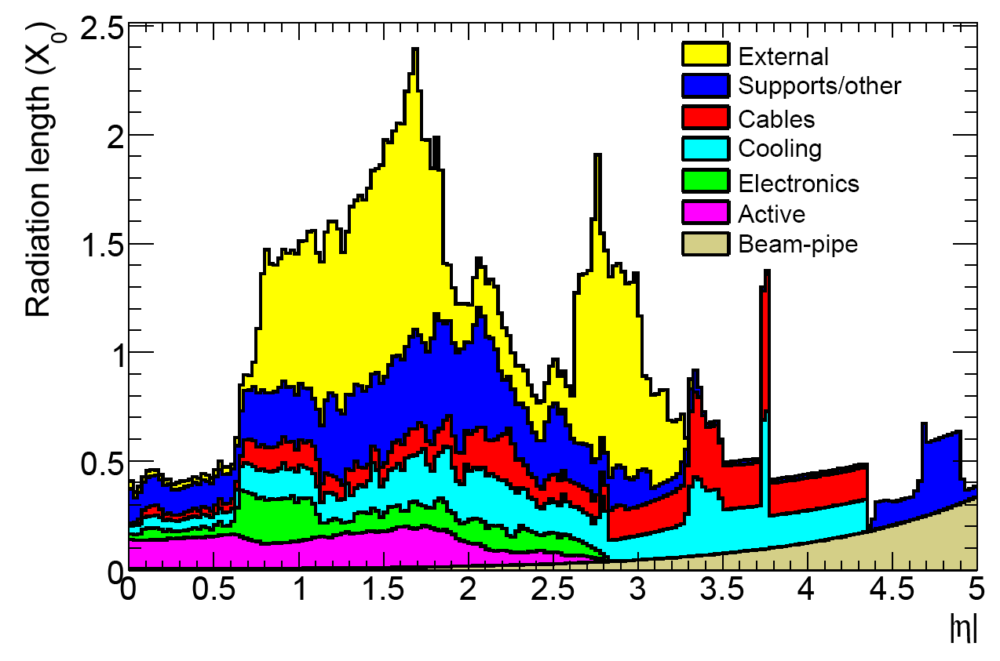 Radiation length (X0)
2.5
2
1.5
1
0.5
0
External
Supports/other
Cables
Cooling
Electronics
Active
Beam-pipe
0 0.5 1 1.5 2 2.5 3 3.5 4 4.5 5
|η|